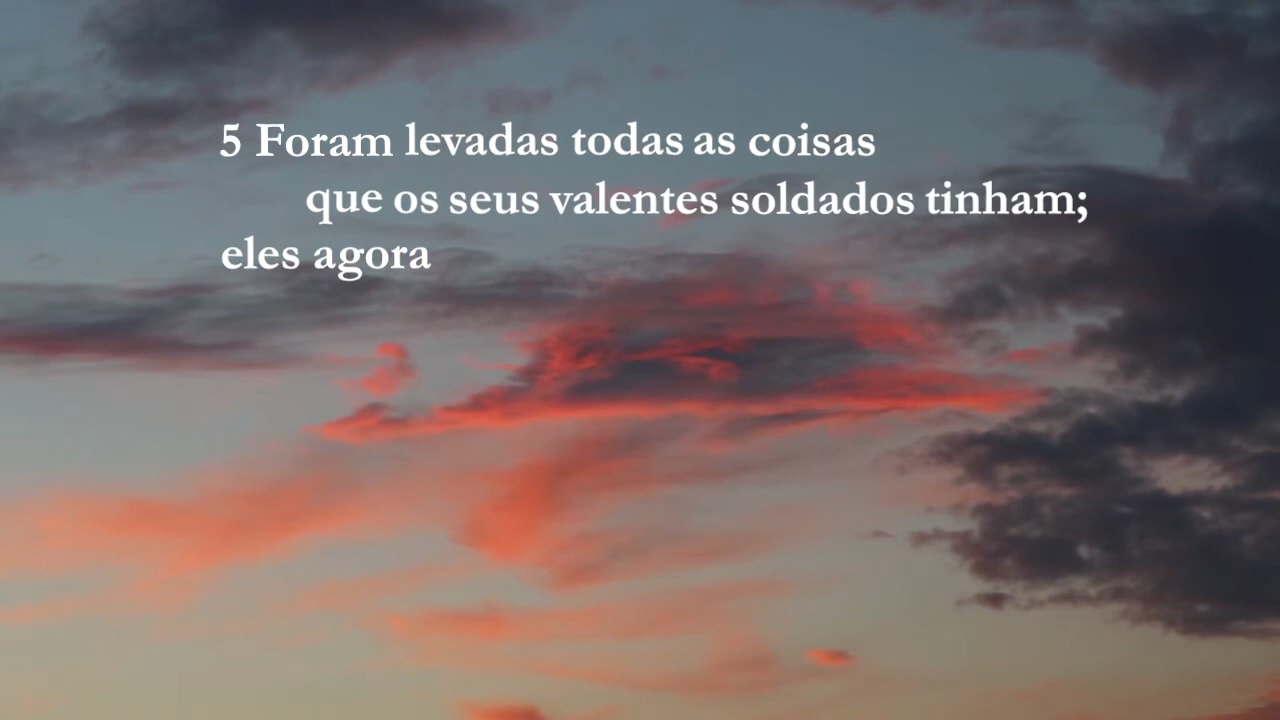 5 Foram levadas todas as coisas
que os seus valentes soldados tinham;
eles agora